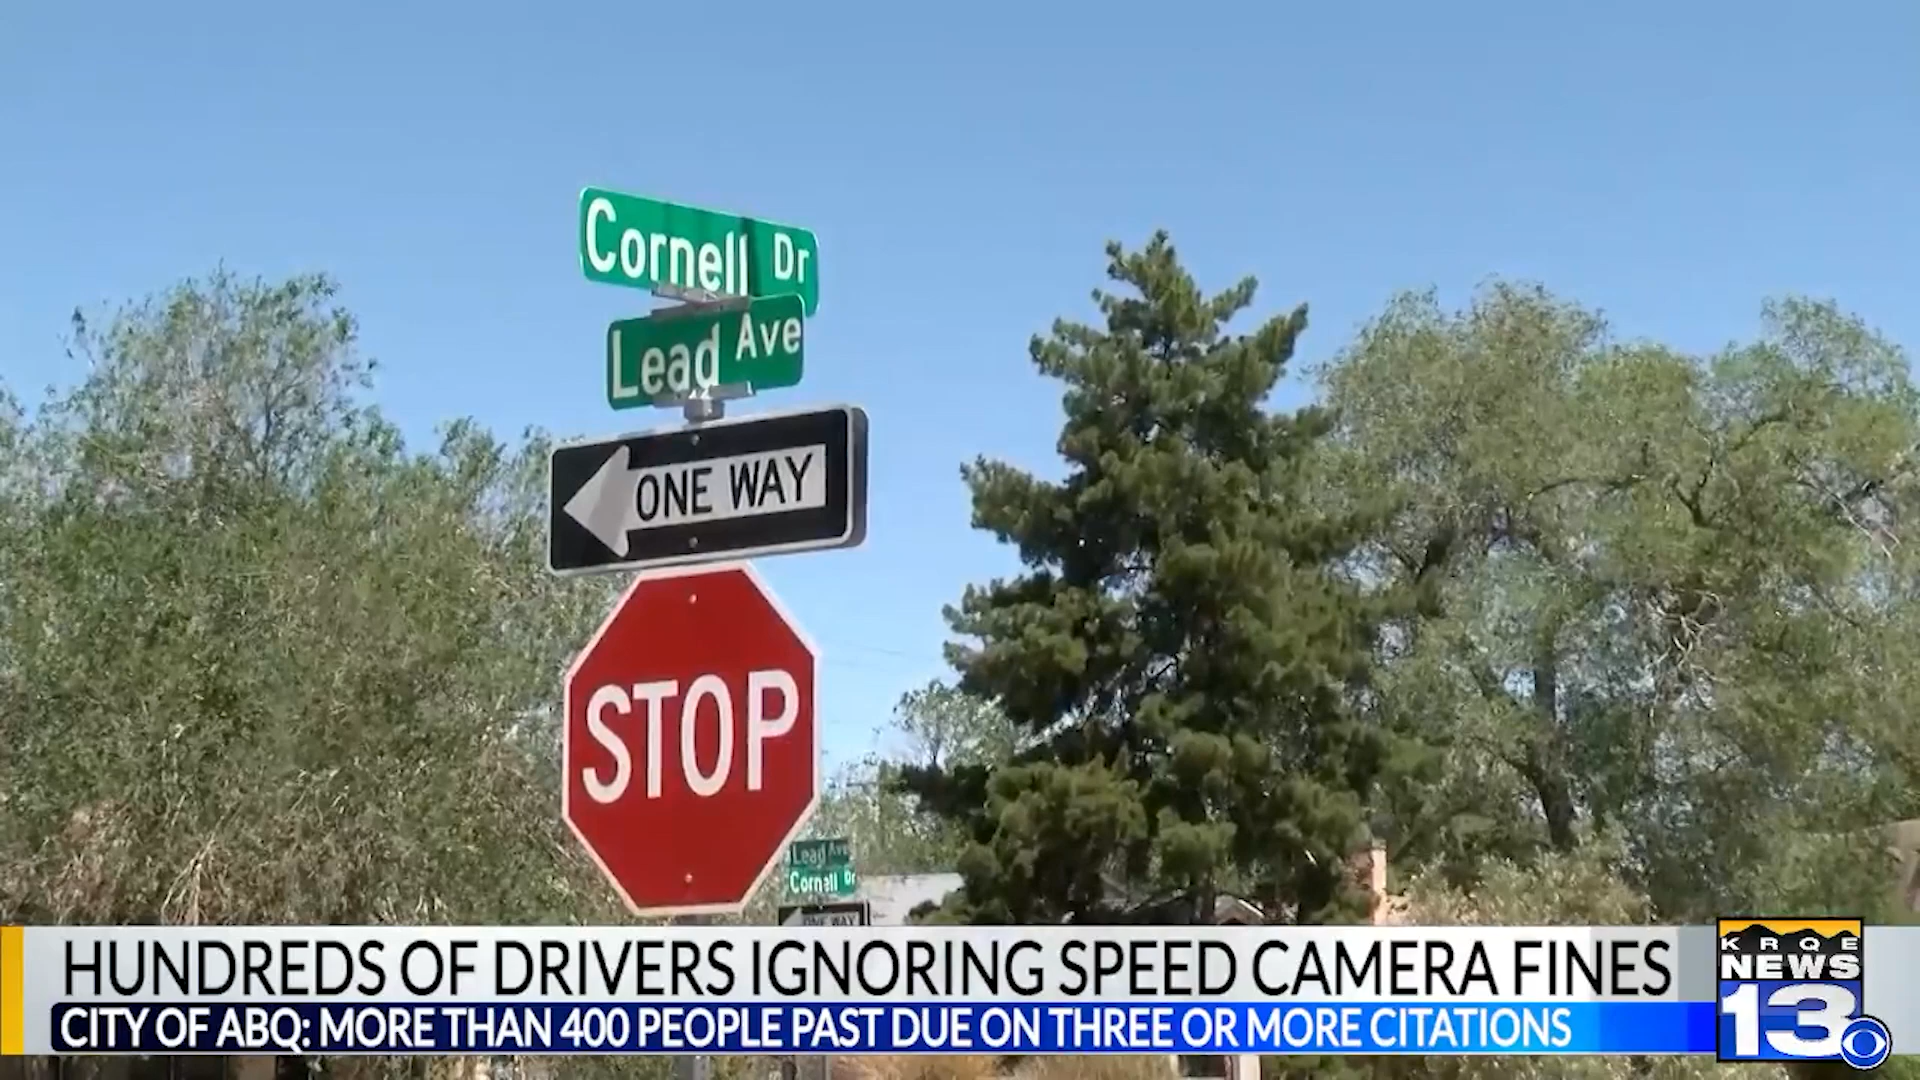 Cornell Dr
Lead Ave
ONE WAY
STOP
Lead Ave
Cornell Dr
ONE WAY
HUNDREDS OF DRIVERS IGNORING SPEED CAMERA FINES
CITY OF ABQ: MORE THAN 400 PEOPLE PAST DUE ON THREE OR MORE CITATIONS
KRQE
NEWS
13